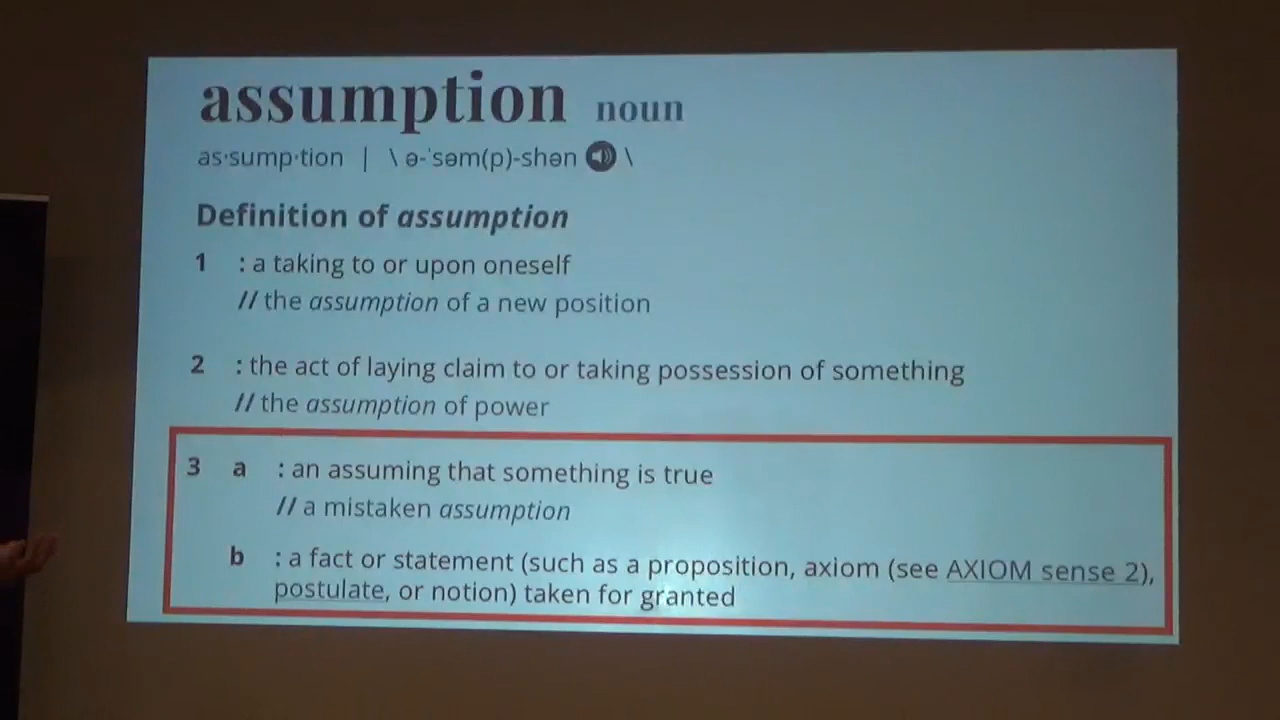 assumption noun
as·sump·tion | \ ə-ˈsəm(p)-shən \
Definition of assumption
1 : a taking to or upon oneself
// the assumption of a new position
2 : the act of laying claim to or taking possession of something
// the assumption of power
3 a : an assuming that something is true
// a mistaken assumption
b : a fact or statement (such as a proposition, axiom (see AXIOM sense 2),
postulate, or notion) taken for granted